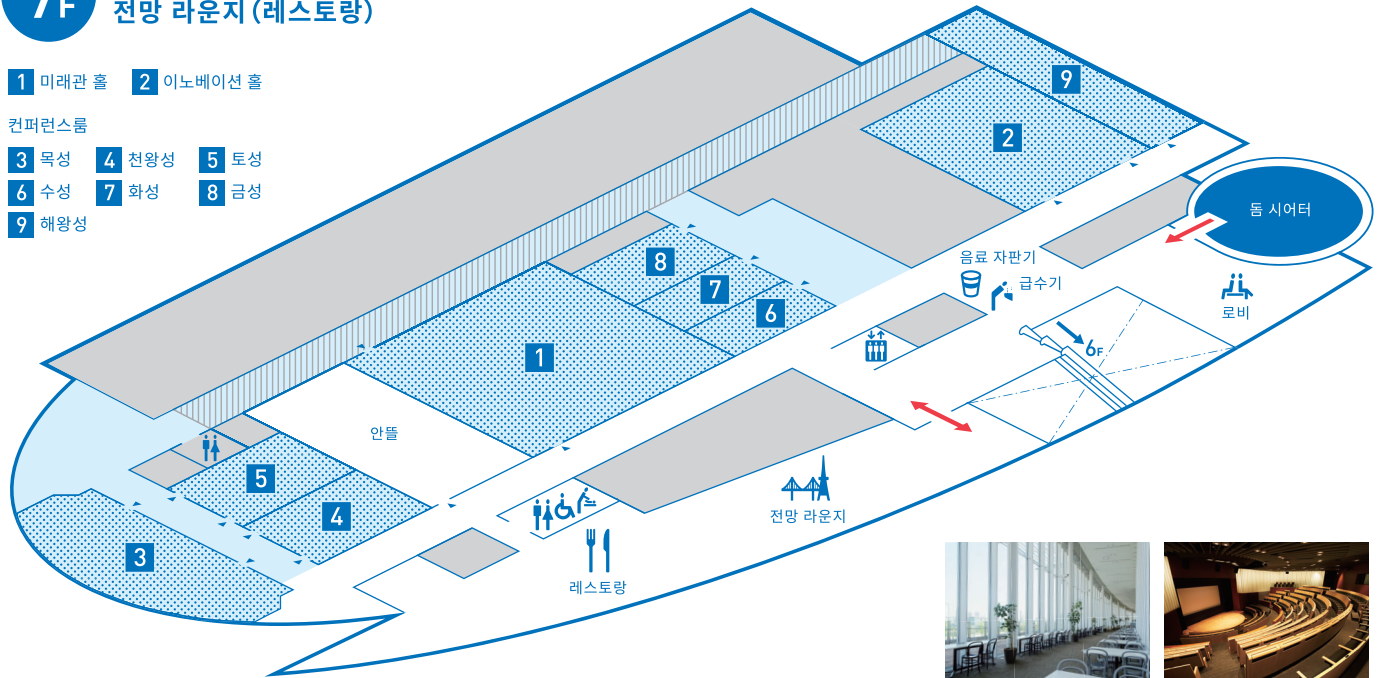 7F
전망 라운지 (레스토랑)
1 미래관 홀 2 이노베이션 홀
컨퍼런스룸
3 목성 4 천왕성 5 토성
6 수성 7 화성 8 금성
9 해왕성
9
2
돔 시어터
음료 자판기
급수기
로비
8
7
6
6F
1
안뜰
5
4
3
전망 라운지
레스토랑